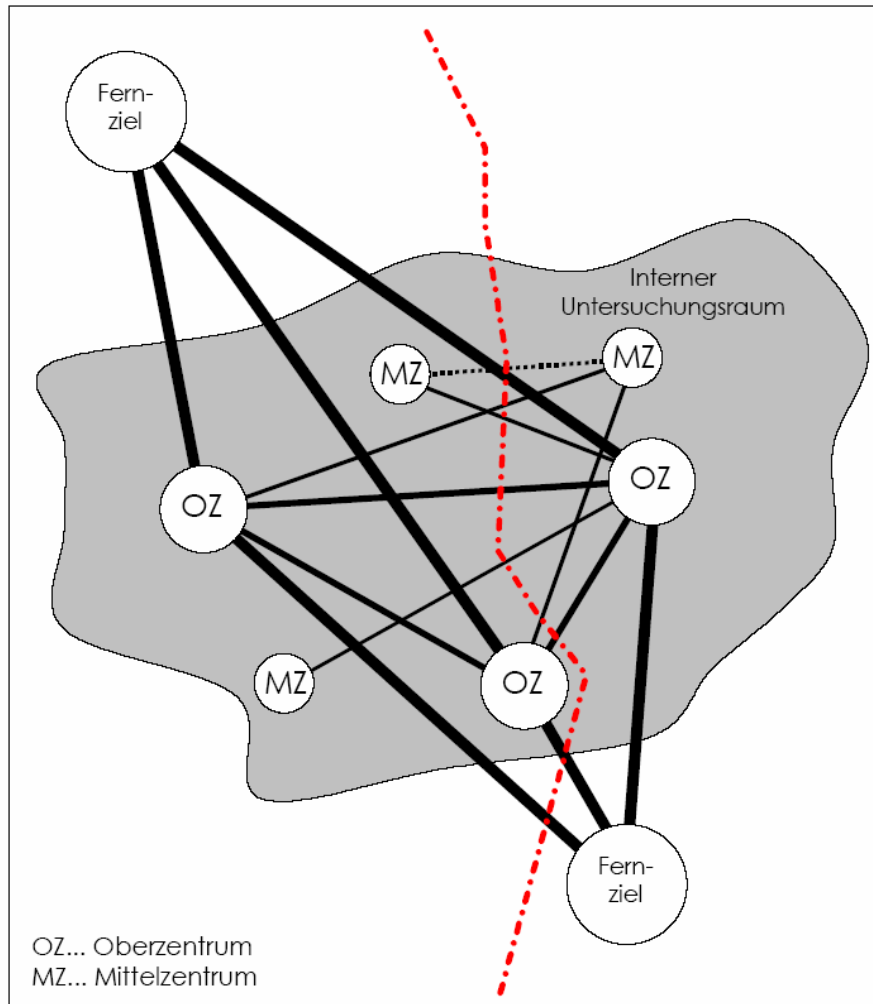 Fern-
ziel
Interner
Untersuchungsraum
MZ
MZ
OZ
OZ
MZ
OZ
Fern-
ziel
OZ... Oberzentrum
MZ... Mittelzentrum